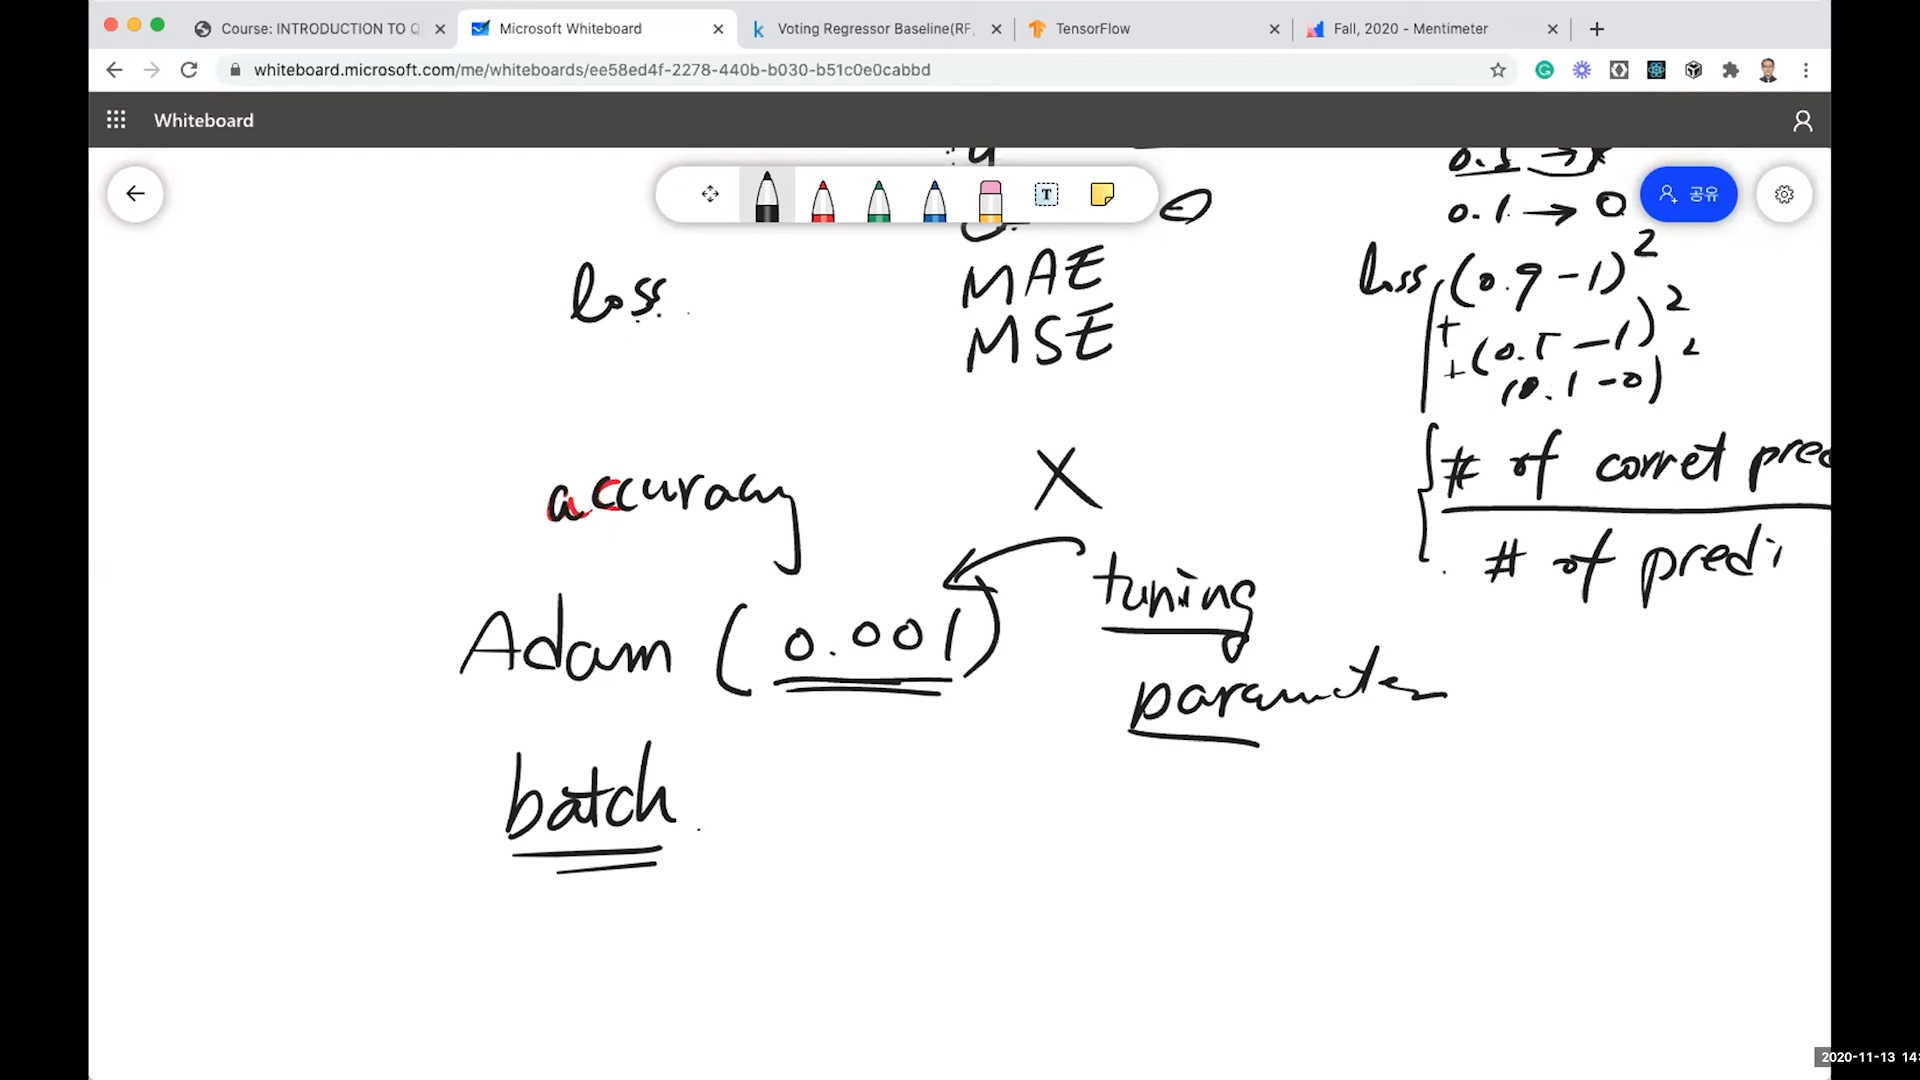 Course: INTRODUCTION TO Q
Microsoft Whiteboard
Voting Regressor Baseline(RF,
TensorFlow
Fall, 2020 - Mentimeter
whiteboard.microsoft.com/me/whiteboards/ee58ed4f-2278-440b-b030-b51c0e0cabbd
Whiteboard
T
공유
0.1 → 0
loss
MAE
MSE
loss (0.9 - 1)²
+ (0.5 - 1)²
+ (0.1 - 0)²
accuracy
X
# of corret pred
# of predi
Adam (0.001)
tuning
parameter
batch
2020-11-13 14: